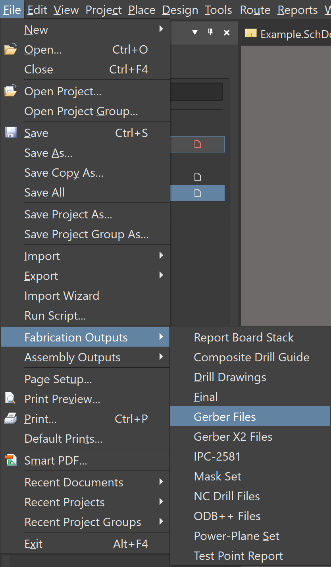 File Edit View Project Place Design Tools Route Reports
Example.SchDo
New
Open... Ctrl+O
Close Ctrl+F4
Open Project...
Open Project Group...
Save Ctrl+S
Save As...
Save Copy As...
Save All
Save Project As...
Save Project Group As...
Import
Export
Import Wizard
Run Script...
Fabrication Outputs
Assembly Outputs
Page Setup...
Print Preview...
Print... Ctrl+P
Default Prints...
Smart PDF...
Recent Documents
Recent Projects
Recent Project Groups
Exit Alt+F4
Report Board Stack
Composite Drill Guide
Drill Drawings
Final
Gerber Files
Gerber X2 Files
IPC-2581
Mask Set
NC Drill Files
ODB++ Files
Power-Plane Set
Test Point Report